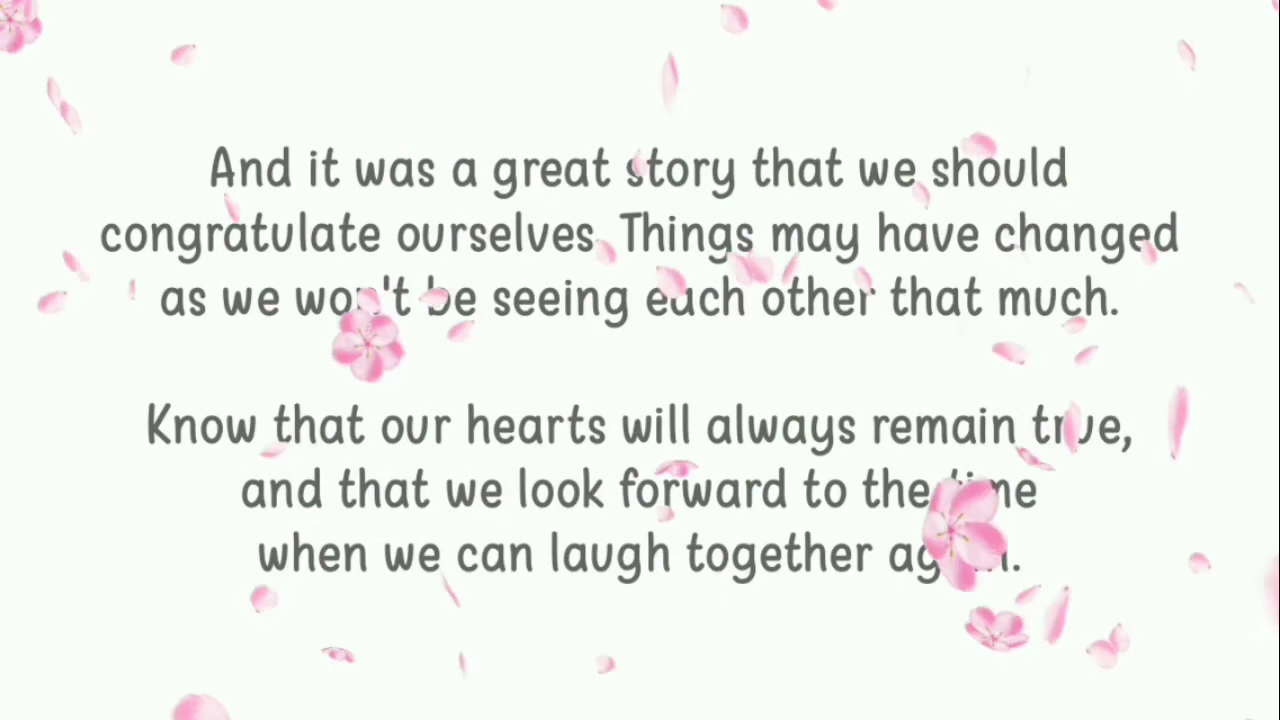 And it was a great story that we should
congratulate ourselves. Things may have changed
as we won't be seeing each other that much.
Know that our hearts will always remain true,
and that we look forward to the time
when we can laugh together again.